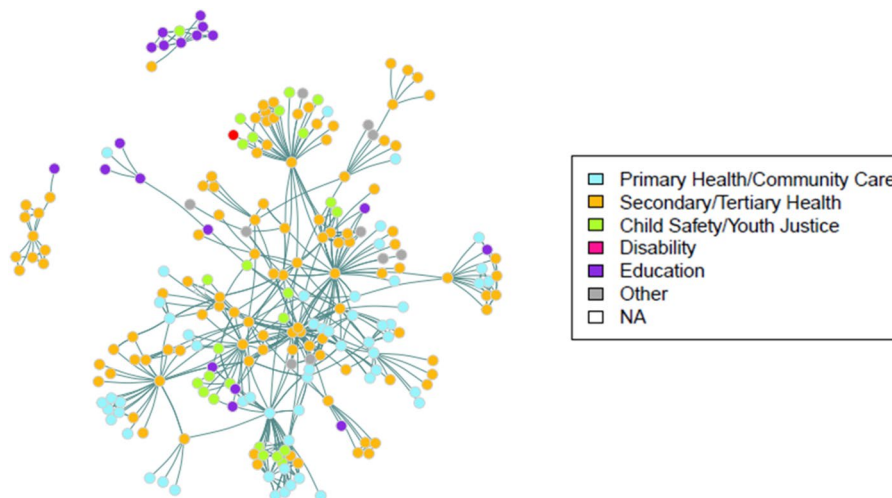 Primary Health/Community Care
Secondary/Tertiary Health
Child Safety/Youth Justice
Disability
Education
Other
NA